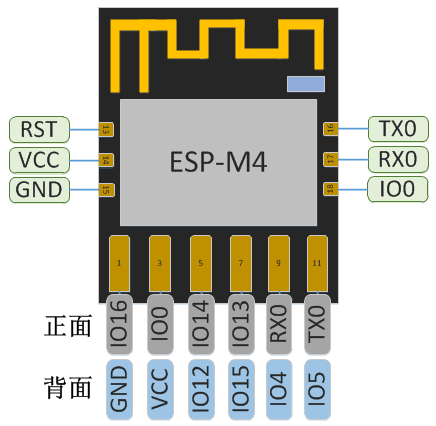 RST 13 16 TX0
VCC 14 ESP-M4 17 RX0
GND 15 18 IO0
1 3 5 7 9 11
正面 IO16 IO0 IO14 IO13 RX0 TX0
背面 GND VCC IO12 IO15 IO4 IO5